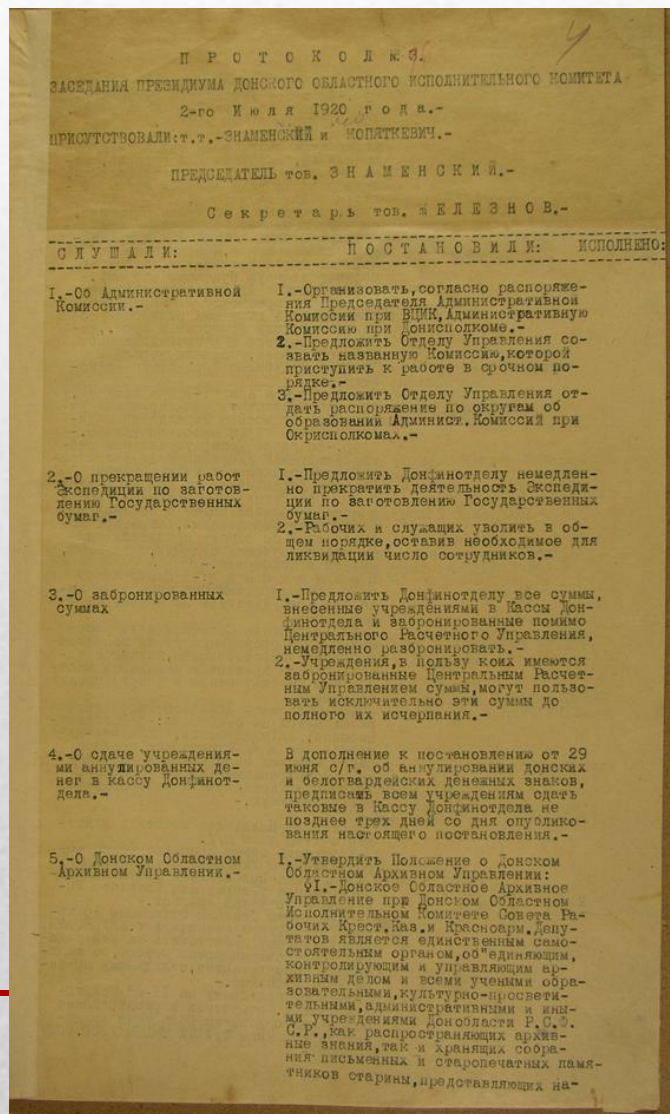 4
ПРОТОКОЛ №
ЗАСЕДАНИЯ ПРЕЗИДИУМА ДОНСКОГО ОБЛАСТНОГО ИСПОЛНИТЕЛЬНОГО КОМИТЕТА
2-го Июля 1920 года.-
ПРИСУТСТВОВАЛИ:т.т.-ЗНАМЕНСКИЙ и КОПЯТКЕВИЧ.-
ПРЕДСЕДАТЕЛЬ тов. ЗНАМЕНСКИЙ.-
Секретарь тов. ЖЕЛЕЗНОВ.-
СЛУШАЛИ: ПОСТАНОВИЛИ: ИСПОЛНЕНО:
I.-Об Административной
Комиссии.-
I.-Организовать,согласно распоряже-
ния Председателя Административной
Комиссии при ВЦИК,Административную
Комиссию при Донисполкоме.-
2.-Предложить Отделу Управления со-
звать названную Комиссию,которой
приступить к работе в срочном по-
рядке.-
3.-Предложить Отделу Управления от-
дать распоряжение по округам об
образований Админист.Комиссий при
Окрисполкомах.-
2.-О прекращении работ
Экспедиции по заготов-
лению Государственных
бумаг.-
I.-Предложить Донфинотделу немедлен-
но прекратить деятельность Экспеди-
ции по заготовлению Государственных
бумаг.-
2.-Рабочих и служащих уволить в об-
щем порядке,оставив необходимое для
ликвидации число сотрудников.-
3.-О забронированных
суммах
I.-Предложить Донфинотделу все суммы,
внесенные учреждениями в Кассы Дон-
финотдела и забронированные помимо
Центрального Расчетного Управления,
немедленно разбронировать.-
2.-Учреждения,в пользу коих имеются
забронированные Центральным Расчет-
ным Управлением суммы,могут пользо-
вать исключительно эти суммы до
полного их исчерпания.-
4.-О сдаче учреждения-
ми аннулированных де-
нег в кассу Донфинот-
дела.-
В дополнение к постановлению от 29
июня с/г. об аннулировании донских
и белогвардейских денежных знаков,
предписать всем учреждениям сдать
таковые в Кассу Донфинотдела не
позднее трех дней со дня опублико-
вания настоящего постановления.-
5.-О Донском Областном
Архивном Управлении.-
I.-Утвердить Положение о Донском
Областном Архивном Управлении:
§I.-Донское Областное Архивное
Управление при Донском Областном
Исполнительном Комитете Совета Ра-
бочих Крест.Каз.и Красноарм.Депу-
татов является единственным само-
стоятельным органом,об"единяющим,
контролирующим и управляющим ар-
хивным делом и всеми учеными обра-
зовательными,культурно-просвети-
тельными,административными и ины-
ми учреждениями Донобласти Р.С.Ф.
С.Р.,как распространяющих архив-
ные знания,так и хранящих собра-
ния письменных и старопечатных памя-
тников старины,представляющих на-